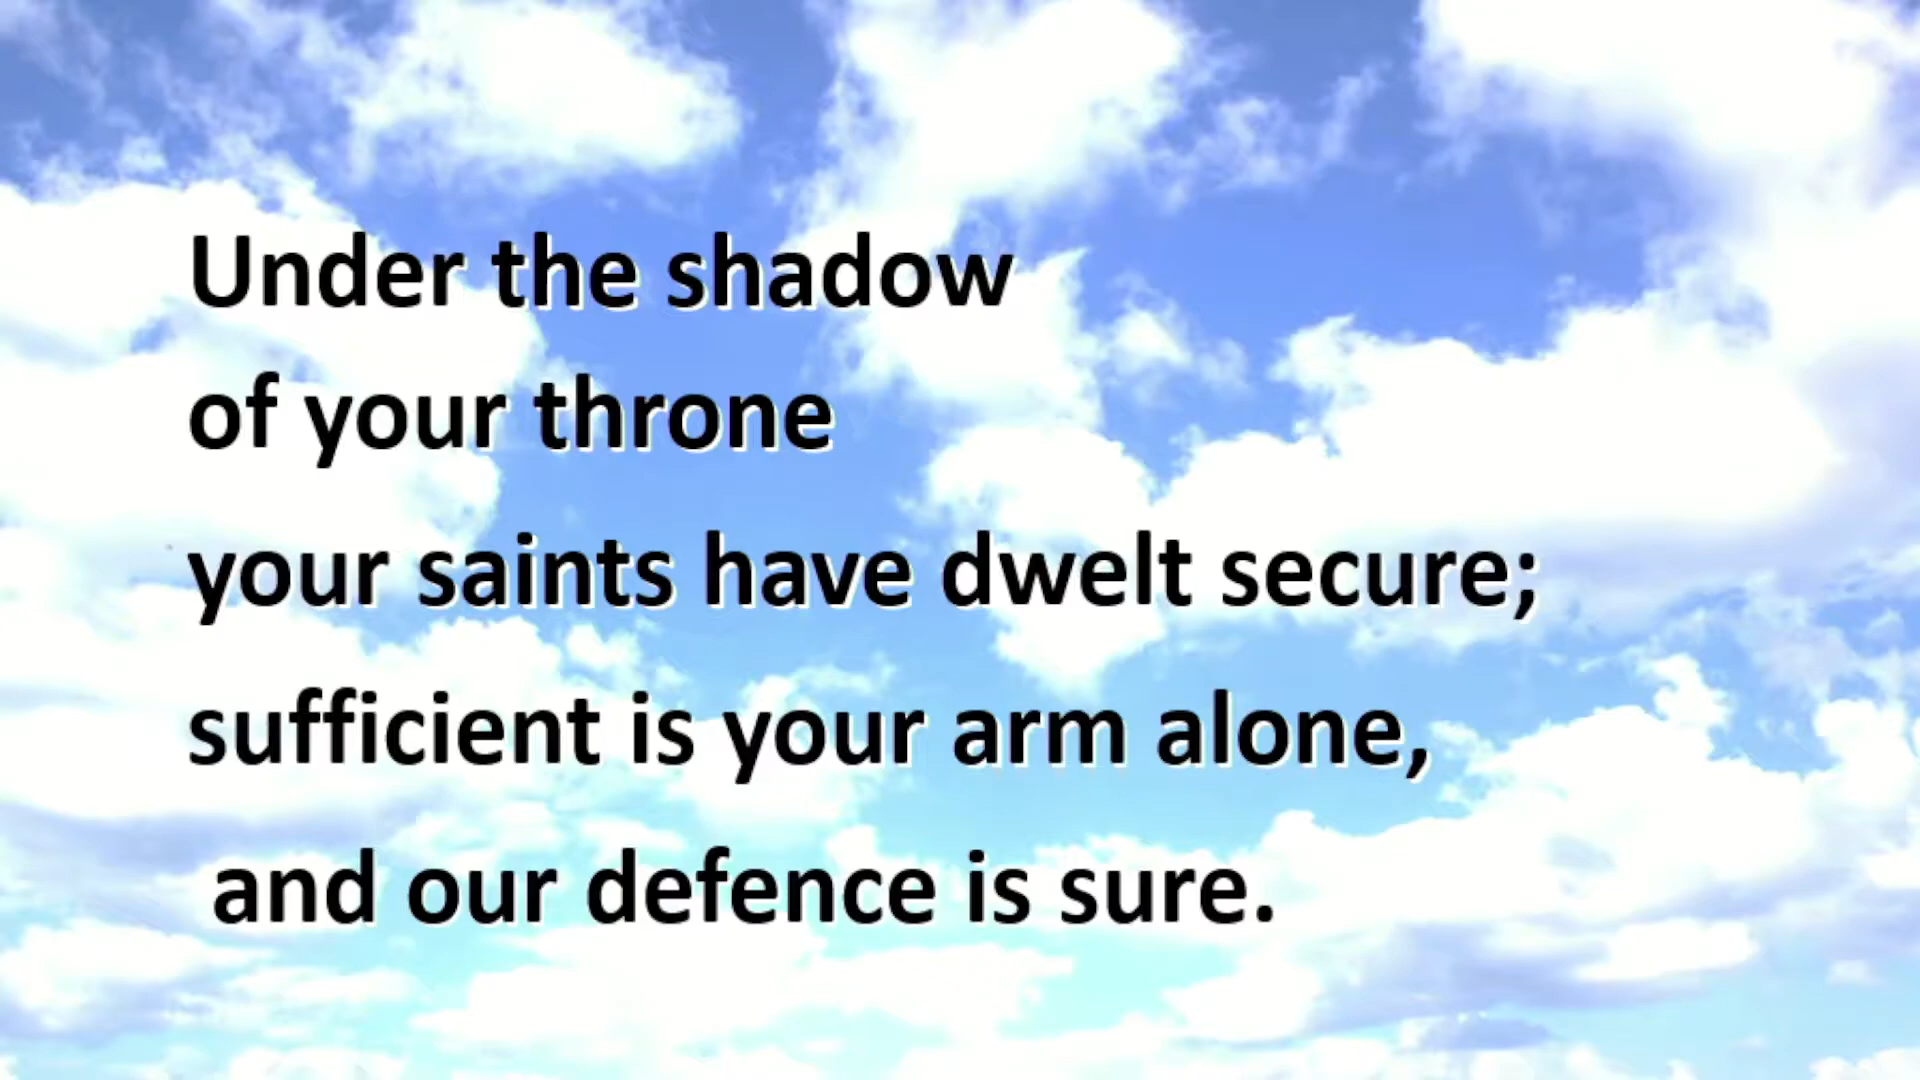 Under the shadow
of your throne
your saints have dwelt secure;
sufficient is your arm alone,
and our defence is sure.